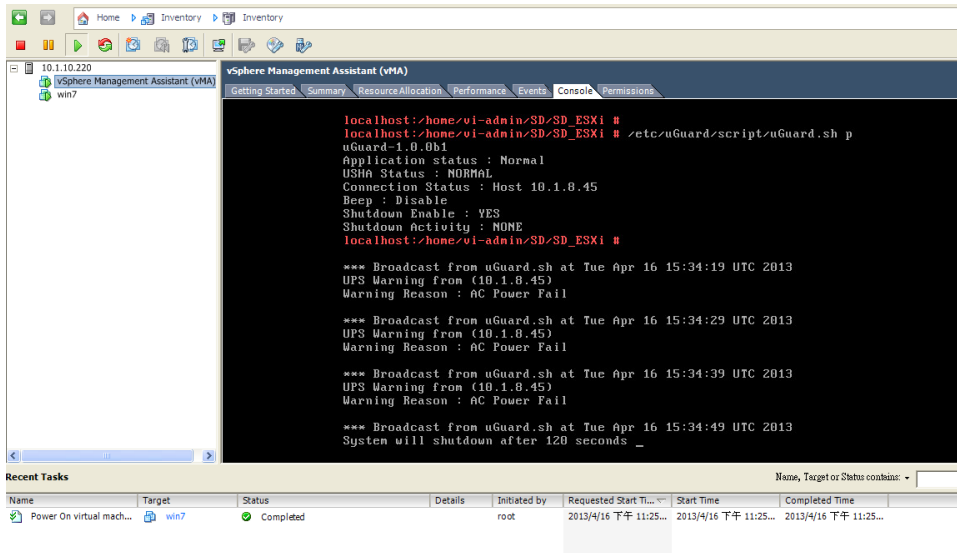 Home Inventory Inventory
10.1.10.220
vSphere Management Assistant (vMA)
win7
vSphere Management Assistant (vMA)
Getting Started Summary Resource Allocation Performance Events Console Permissions
localhost:/home/vi-admin/SD/SD_ESXi #
localhost:/home/vi-admin/SD/SD_ESXi # /etc/uGuard/script/uGuard.sh p
uGuard-1.0.0b1
Application status : Normal
USHA Status : NORMAL
Connection Status : Host 10.1.8.45
Beep : Disable
Shutdown Enable : YES
Shutdown Activity : NONE
localhost:/home/vi-admin/SD/SD_ESXi #
*** Broadcast from uGuard.sh at Tue Apr 16 15:34:19 UTC 2013
UPS Warning from (10.1.8.45)
Warning Reason : AC Power Fail
*** Broadcast from uGuard.sh at Tue Apr 16 15:34:29 UTC 2013
UPS Warning from (10.1.8.45)
Warning Reason : AC Power Fail
*** Broadcast from uGuard.sh at Tue Apr 16 15:34:39 UTC 2013
UPS Warning from (10.1.8.45)
Warning Reason : AC Power Fail
*** Broadcast from uGuard.sh at Tue Apr 16 15:34:49 UTC 2013
System will shutdown after 120 seconds _
Recent Tasks Name, Target or Status contains:
Name Target Status Details Initiated by Requested Start Ti... Start Time Completed Time
Power On virtual mach... win7 Completed root 2013/4/16 下午 11:25... 2013/4/16 下午 11:25... 2013/4/16 下午 11:25...